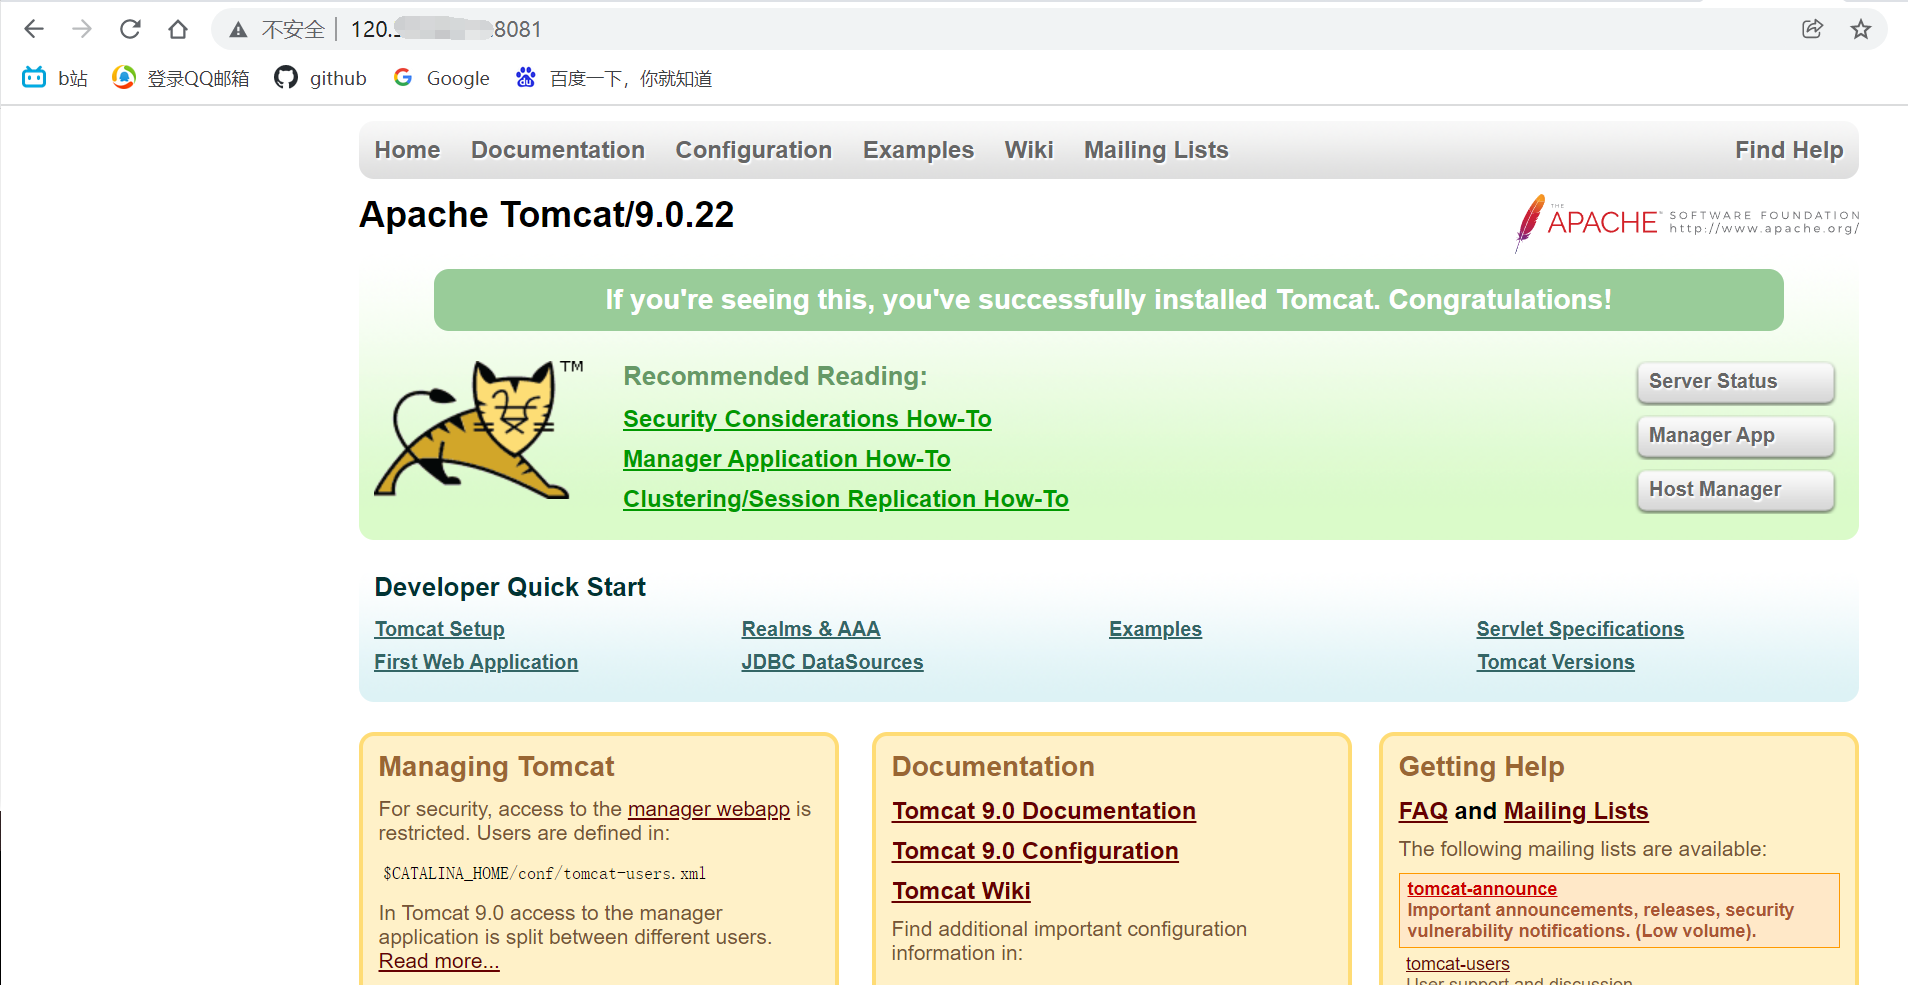 不安全 120. 8081
b站 登录QQ邮箱 github Google 百度一下，你就知道
Home Documentation Configuration Examples Wiki Mailing Lists Find Help
Apache Tomcat/9.0.22
THE APACHE™ SOFTWARE FOUNDATION
http://www.apache.org/
If you're seeing this, you've successfully installed Tomcat. Congratulations!
TM
Recommended Reading:
Security Considerations How-To
Manager Application How-To
Clustering/Session Replication How-To
Server Status
Manager App
Host Manager
Developer Quick Start
Tomcat Setup
First Web Application
Realms & AAA
JDBC DataSources
Examples
Servlet Specifications
Tomcat Versions
Managing Tomcat
For security, access to the manager webapp is
restricted. Users are defined in:
$CATALINA_HOME/conf/tomcat-users.xml
In Tomcat 9.0 access to the manager
application is split between different users.
Read more...
Documentation
Tomcat 9.0 Documentation
Tomcat 9.0 Configuration
Tomcat Wiki
Find additional important configuration
information in:
Getting Help
FAQ and Mailing Lists
The following mailing lists are available:
tomcat-announce
Important announcements, releases, security
vulnerability notifications. (Low volume).
tomcat-users
User support and discussion